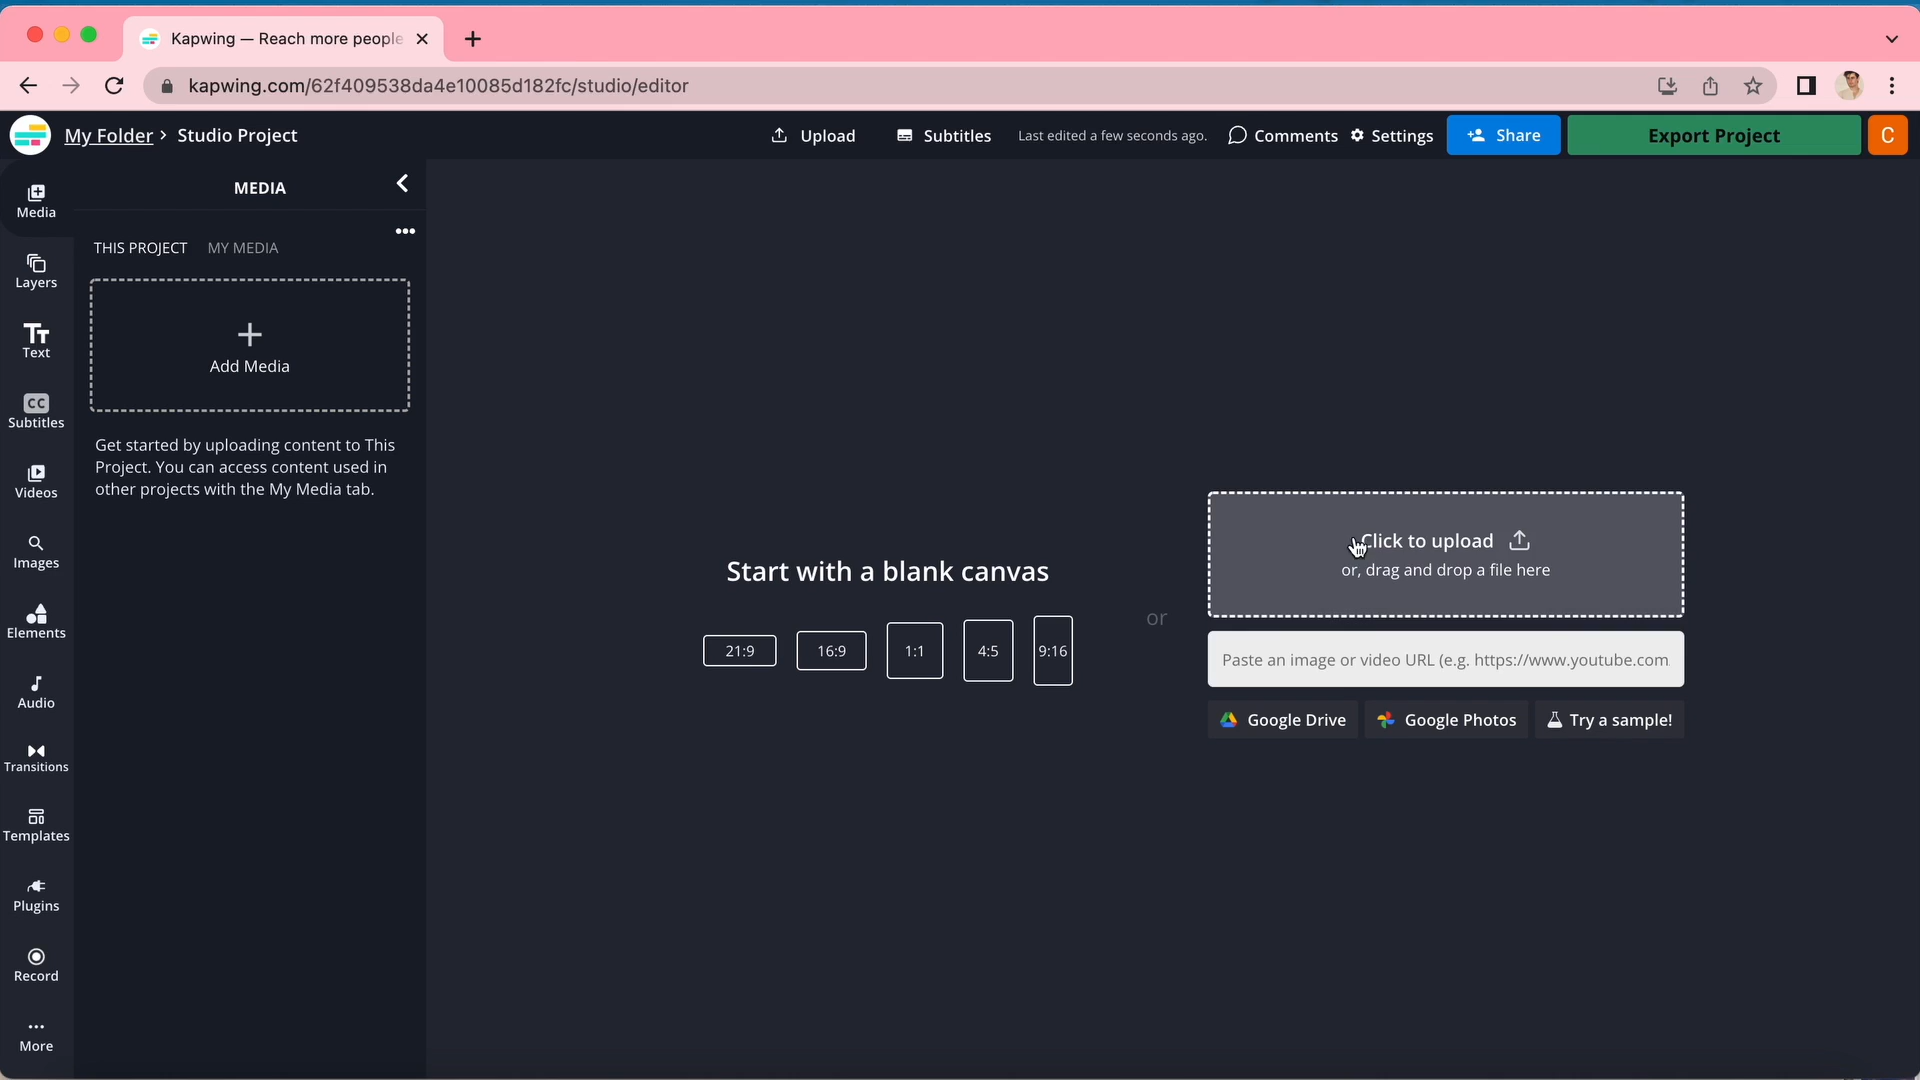 Kapwing — Reach more people
kapwing.com/62f409538da4e10085d182fc/studio/editor
My Folder > Studio Project
Upload
Subtitles
Last edited a few seconds ago.
Comments
Settings
Share
Export Project
C
Media
Layers
Text
CC
Subtitles
Videos
Images
Elements
Audio
Transitions
Templates
Plugins
Record
More
MEDIA
THIS PROJECT
MY MEDIA
Add Media
Get started by uploading content to This
Project. You can access content used in
other projects with the My Media tab.
Start with a blank canvas
21:9
16:9
1:1
4:5
9:16
or
Click to upload
or, drag and drop a file here
Paste an image or video URL (e.g. https://www.youtube.com
Google Drive
Google Photos
Try a sample!